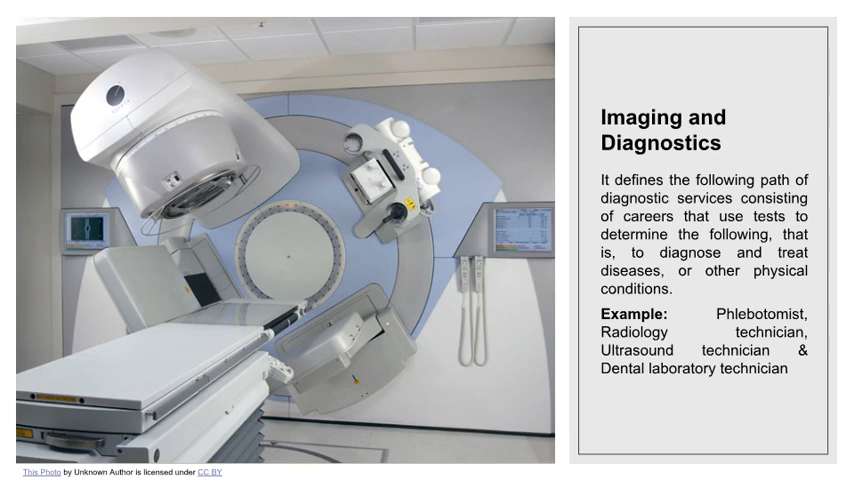 Imaging and
Diagnostics
It defines the following path of
diagnostic services consisting
of careers that use tests to
determine the following, that
is, to diagnose and treat
diseases, or other physical
conditions.
Example: Phlebotomist,
Radiology technician,
Ultrasound technician &
Dental laboratory technician
This Photo by Unknown Author is licensed under CC BY